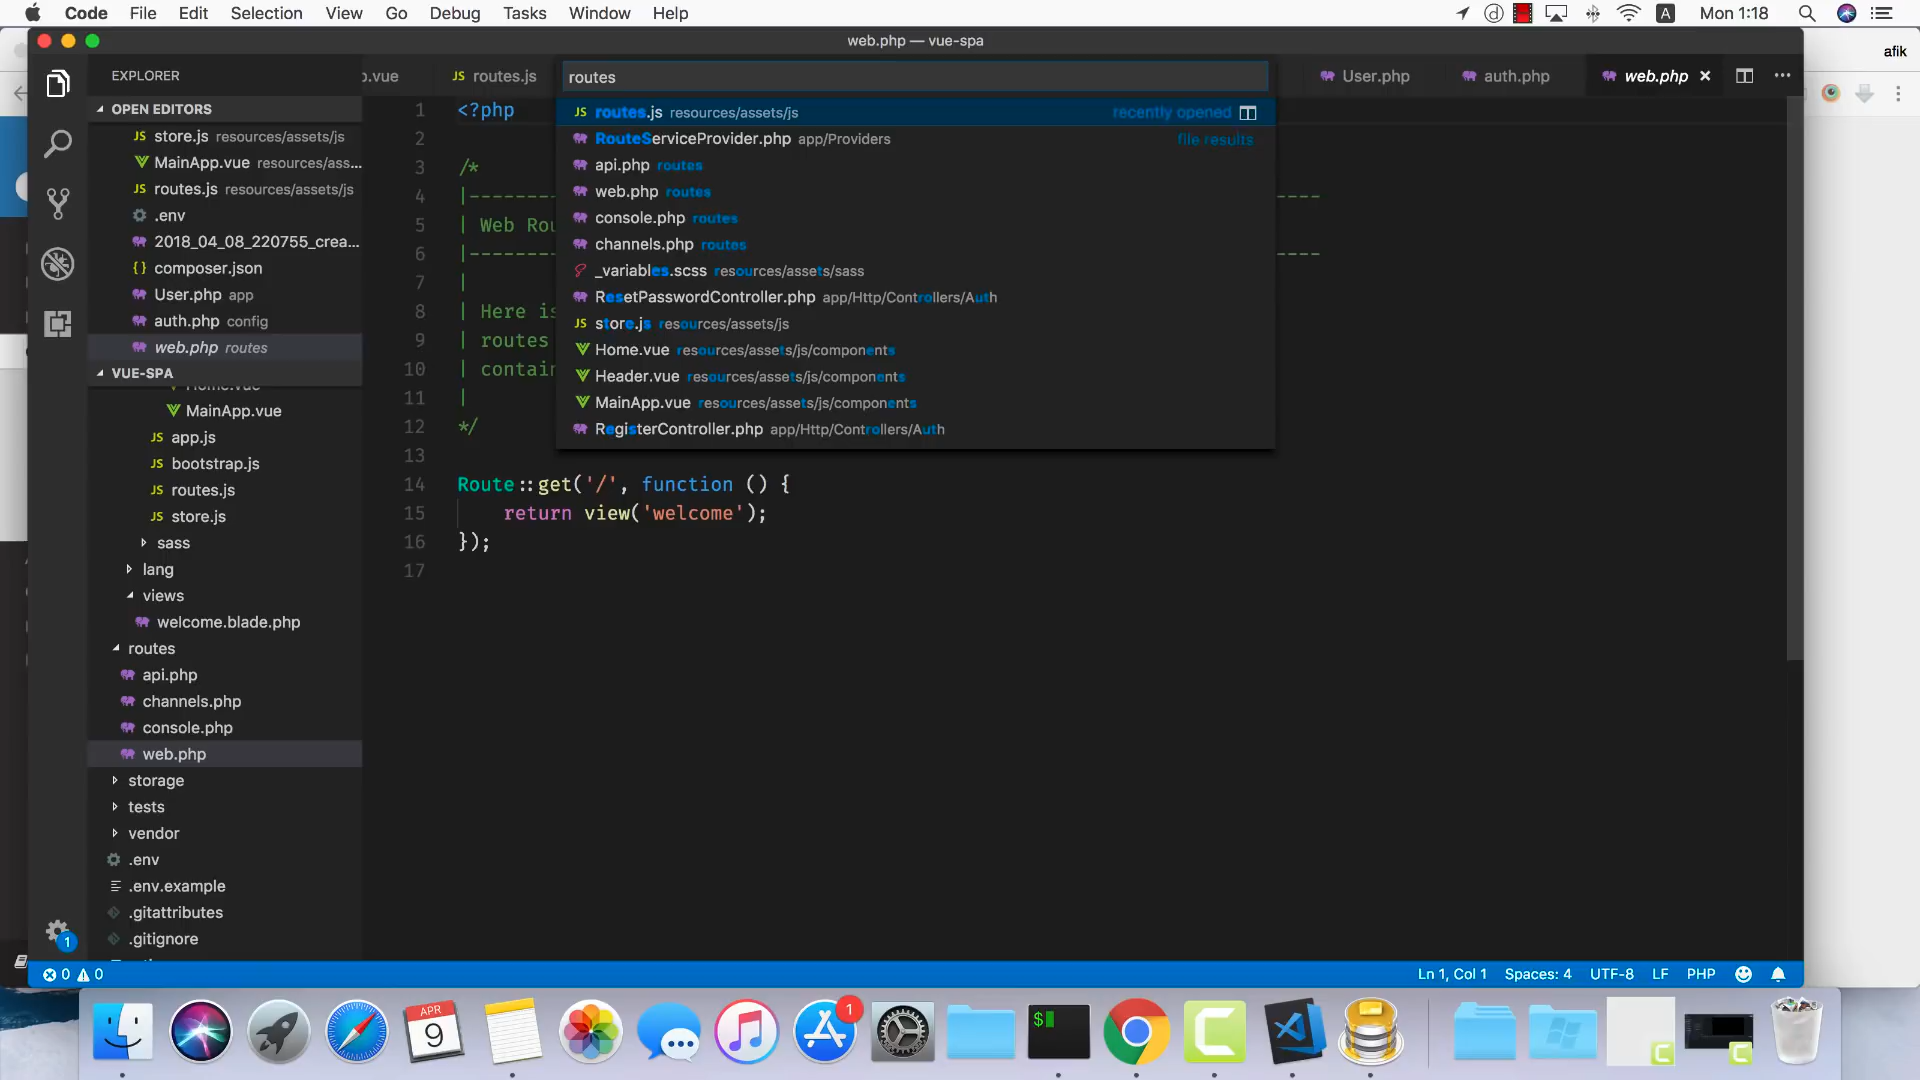 Code File Edit Selection View Go Debug Tasks Window Help
Mon 1:18
web.php — vue-spa
afik
EXPLORER
OPEN EDITORS
store.js resources/assets/js
MainApp.vue resources/ass...
routes.js resources/assets/js
.env
2018_04_08_220755_crea...
composer.json
User.php app
auth.php config
web.php routes
VUE-SPA
Home.vue
MainApp.vue
app.js
bootstrap.js
routes.js
store.js
sass
lang
views
welcome.blade.php
routes
api.php
channels.php
console.php
web.php
storage
tests
vendor
.env
.env.example
.gitattributes
.gitignore
routes.js
User.php
auth.php
web.php
routes
routes.js resources/assets/js recently opened
RouteServiceProvider.php app/Providers file results
api.php routes
web.php routes
console.php routes
channels.php routes
_variables.scss resources/assets/sass
ResetPasswordController.php app/Http/Controllers/Auth
store.js resources/assets/js
Home.vue resources/assets/js/components
Header.vue resources/assets/js/components
MainApp.vue resources/assets/js/components
RegisterController.php app/Http/Controllers/Auth
1 <?php
2
3 /*
4 |--------
5 | Web Rou
6 |--------
7 |
8 | Here is
9 | routes
10 | contain
11 |
12 */
13
14 Route::get('/', function () {
15 return view('welcome');
16 });
17
0 0
Ln 1, Col 1 Spaces: 4 UTF-8 LF PHP
1
APR
9
1
$